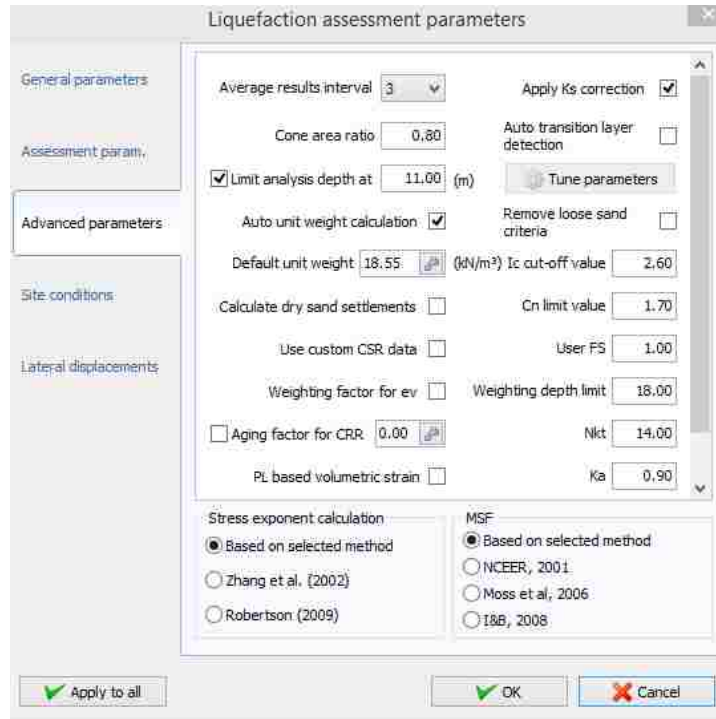 Liquefaction assessment parameters
General parameters
Assessment param.
Advanced parameters
Site conditions
Lateral displacements
Average results interval 3
Apply Ks correction
Cone area ratio 0.80
Auto transition layer
detection
Limit analysis depth at 11.00 (m)
Tune parameters
Auto unit weight calculation
Remove loose sand
criteria
Default unit weight 18.55 (kN/m³)
Ic cut-off value 2.60
Calculate dry sand settlements
Cn limit value 1.70
Use custom CSR data
User FS 1.00
Weighting factor for ev
Weighting depth limit 18.00
Aging factor for CRR 0.00
Nkt 14.00
PL based volumetric strain
Ka 0.90
Stress exponent calculation
Based on selected method
Zhang et al. (2002)
Robertson (2009)
MSF
Based on selected method
NCEER, 2001
Moss et al, 2006
I&B, 2008
Apply to all
OK
Cancel